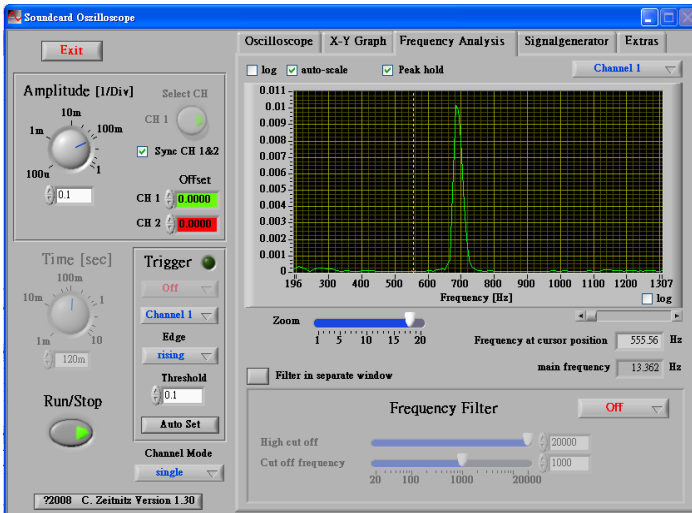 Soundcard Oszilloscope
Exit
Oscilloscope X-Y Graph Frequency Analysis Signalgenerator Extras
log auto-scale Peak hold Channel 1
Amplitude [1/Div]
10m
1m 100m
100u 1
0.1
Select CH
CH 1
Sync CH 1&2
Offset
CH 1 0.0000
CH 2 0.0000
Time [sec]
100m
10m 1
1m 10
120m
Trigger
Off
Channel 1
Edge
rising
Threshold
0.1
Auto Set
Run/Stop
Channel Mode
single
?2008 C. Zeitnitz Version 1.30
0.011
0.01
0.009
0.008
0.007
0.006
0.005
0.004
0.003
0.002
0.001
0
196 300 400 500 600 700 800 900 1000 1100 1200 1307
Frequency [Hz]
log
Zoom
1 5 10 15 20
Frequency at cursor position 555.56 Hz
main frequency 13.362 Hz
Filter in separate window
Frequency Filter Off
High cut off 20000
Cut off frequency 1000
20 100 1000 20000